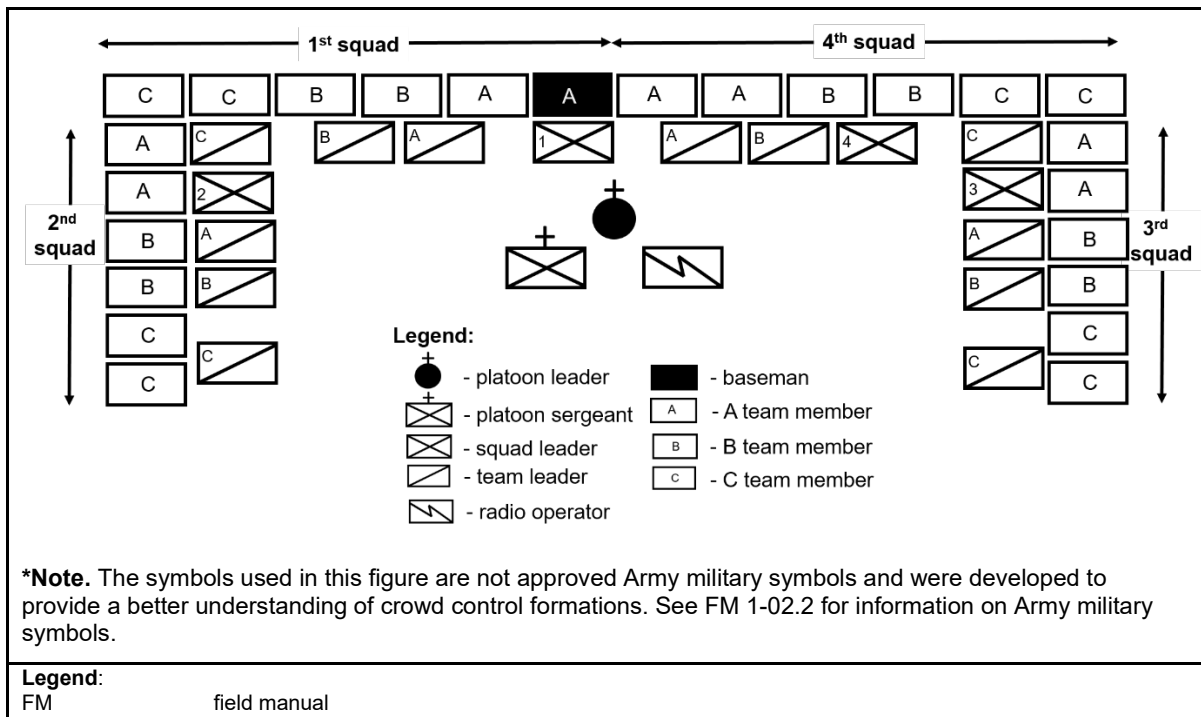 1st squad 4th squad
C C B B A A A A B B C C
A C B A 1 A B 4 C A
A 2 3 A
2nd squad
3rd squad
B A A B
B B B B
C C
C C
C C
Legend:
- platoon leader - baseman
- platoon sergeant A - A team member
- squad leader B - B team member
- team leader C - C team member
- radio operator
*Note. The symbols used in this figure are not approved Army military symbols and were developed to
provide a better understanding of crowd control formations. See FM 1-02.2 for information on Army military
symbols.
Legend:
FM field manual